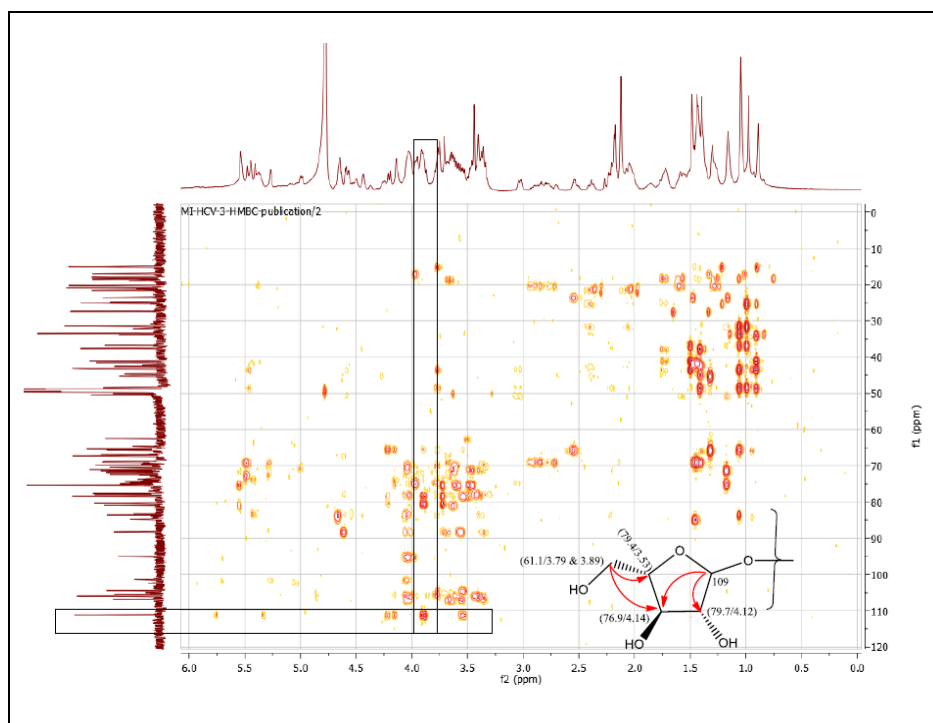 MI-HCV-3-HMBC-publication/2
0
10
20
30
40
50
60
70
80
90
100
110
120
f1 (ppm)
(79.4/3.53)
O
(61.1/3.79 & 3.89)
O
HO
109
(76.9/4.14)
(79.7/4.12)
HO
OH
6.0 5.5 5.0 4.5 4.0 3.5 3.0 2.5 2.0 1.5 1.0 0.5 0.0
f2 (ppm)